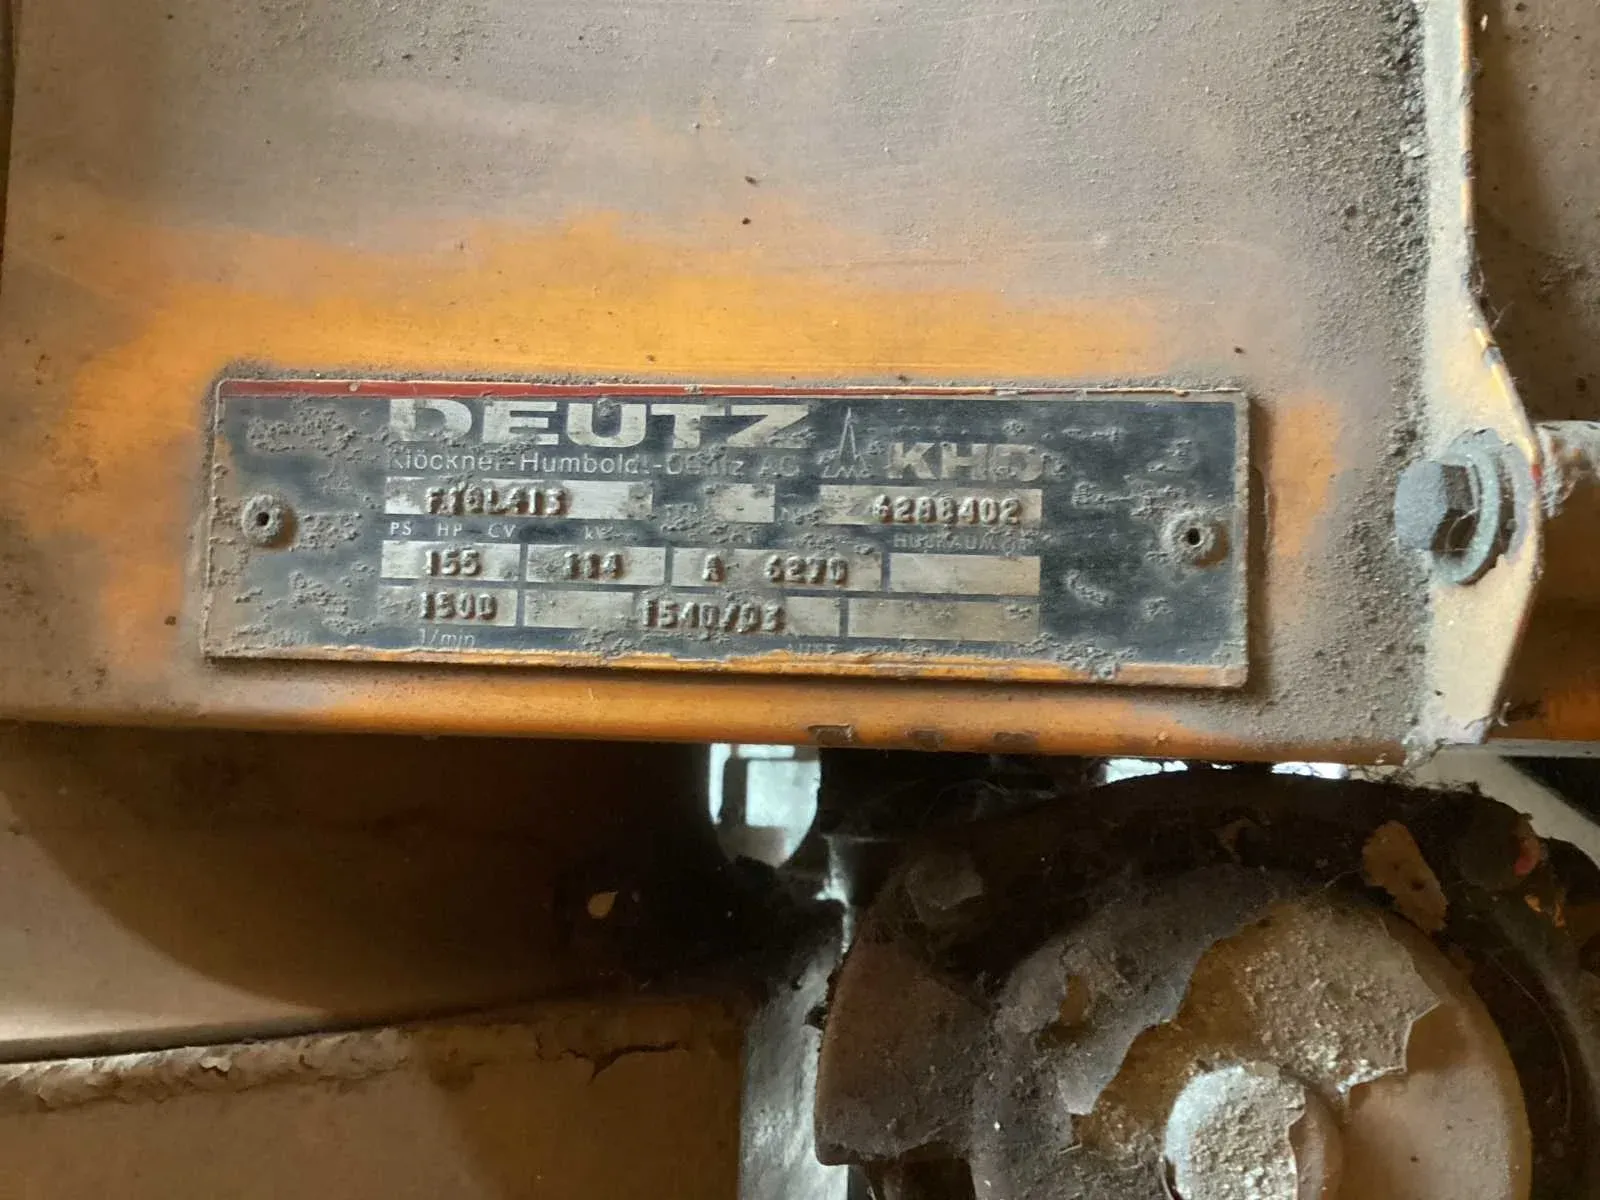 DEUTZ
Klöckner-Humboldt-Deutz AG KHD
6288402
PS HP CV kW HUBRAUM
155 114 A 6270
1500 1540/03
1/min